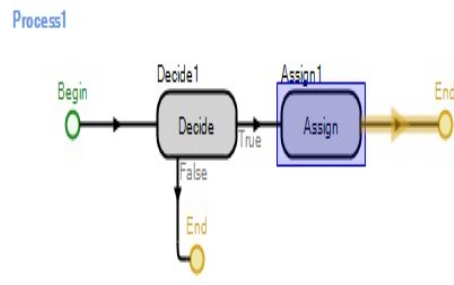 Process1
Decide1
Assign1
Begin
End
Decide
True
Assign
False
End